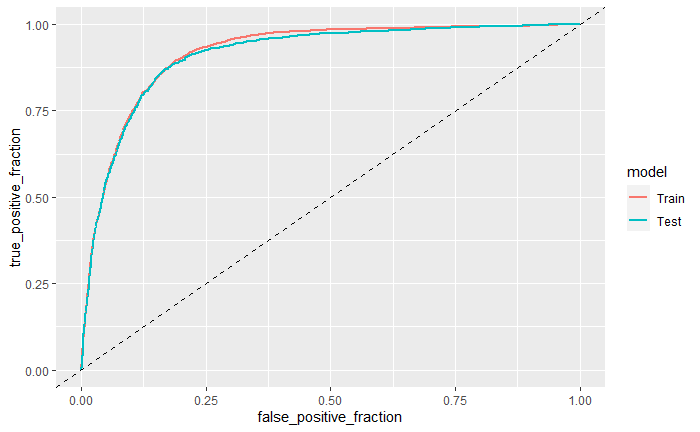 1.00
0.75
0.50
0.25
0.00
true_positive_fraction
0.00 0.25 0.50 0.75 1.00
false_positive_fraction
model
Train
Test